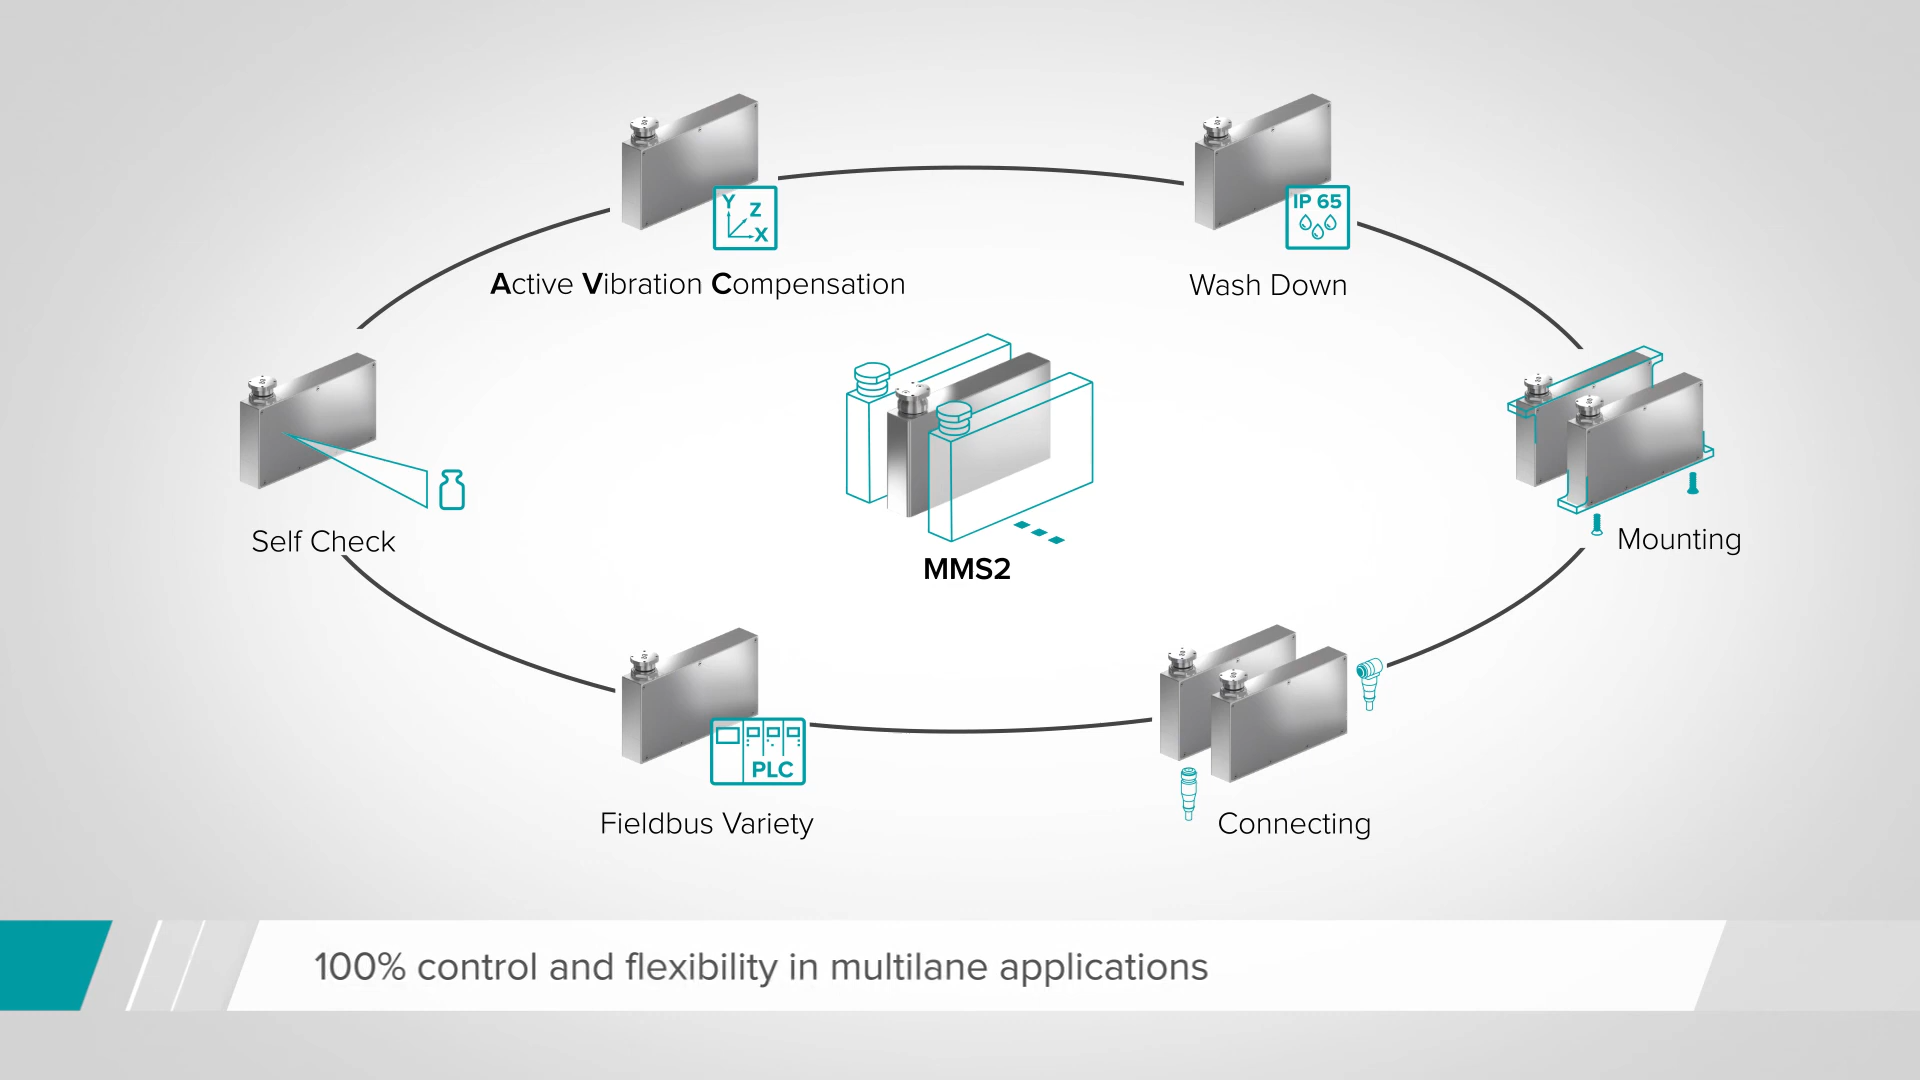 Y
Z
X
Active Vibration Compensation
IP 65
Wash Down
Self Check
MMS2
Mounting
PLC
Fieldbus Variety
Connecting
100% control and flexibility in multilane applications